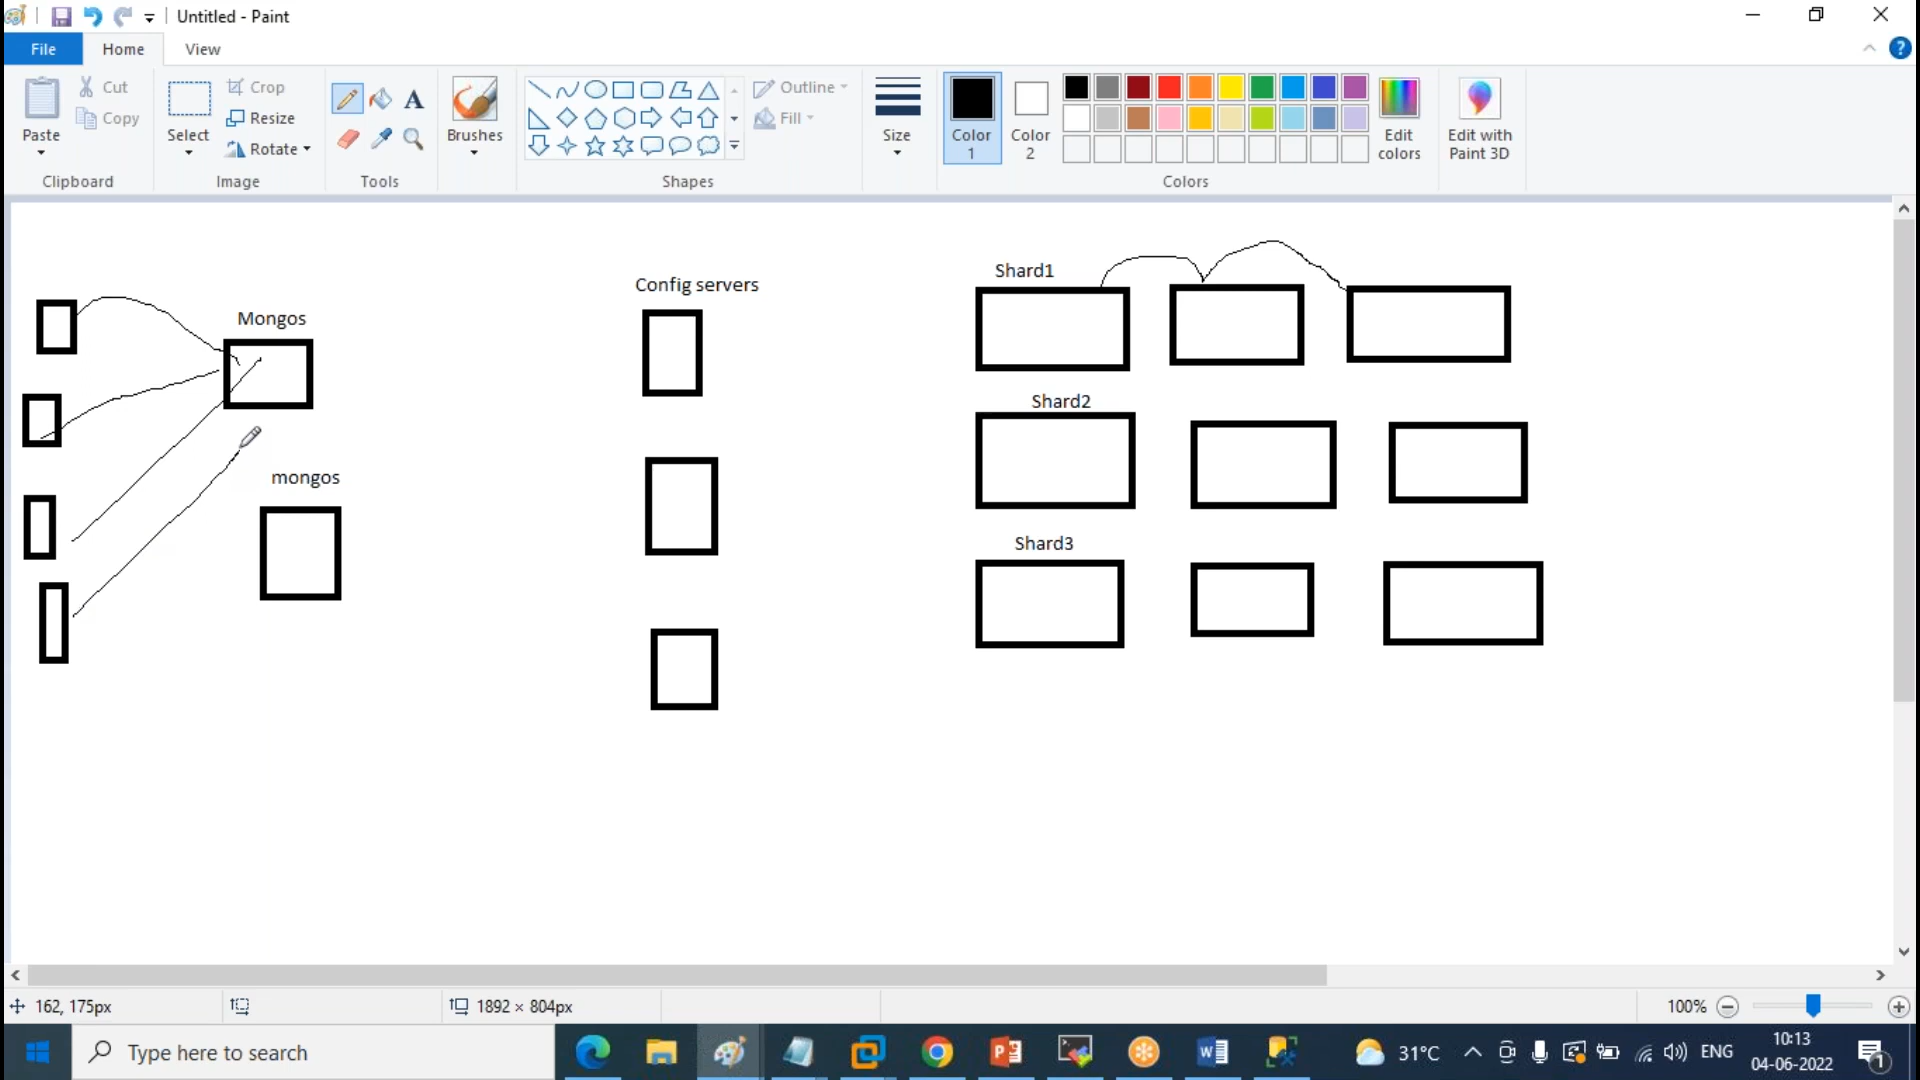 Untitled - Paint
File Home View
Paste
Cut
Copy
Clipboard
Select
Crop
Resize
Rotate
Image
Tools
Brushes
Shapes
Outline
Fill
Size
Color
1
Color
2
Colors
Edit
colors
Edit with
Paint 3D
Shard1
Config servers
Mongos
Shard2
mongos
Shard3
162, 175px
1892 × 804px
100%
Type here to search
31°C
ENG
10:13
04-06-2022
1